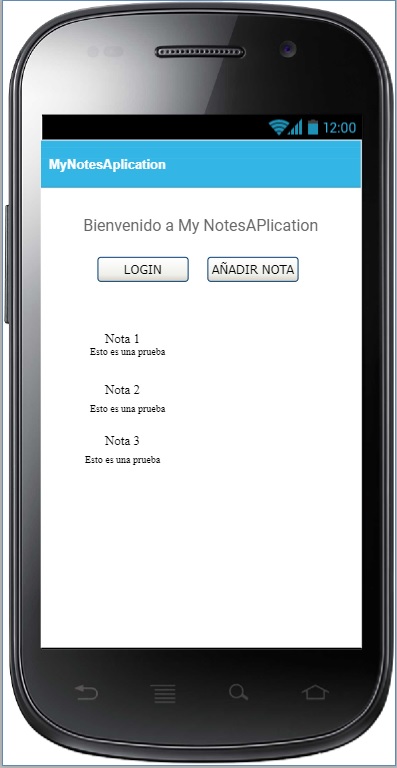 12:00
MyNotesAplication
Bienvenido a My NotesAPlication
LOGIN AÑADIR NOTA
Nota 1
Esto es una prueba
Nota 2
Esto es una prueba
Nota 3
Esto es una prueba